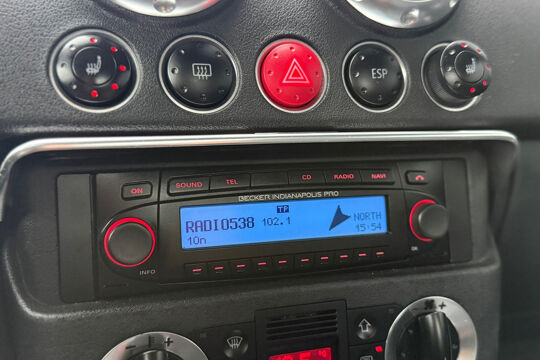 ESP
ON
SOUND
TEL
CD
RADIO
NAVI
BECKER INDIANAPOLIS PRO
TP
RADIO538 102.1
NORTH
10n
15:54
INFO